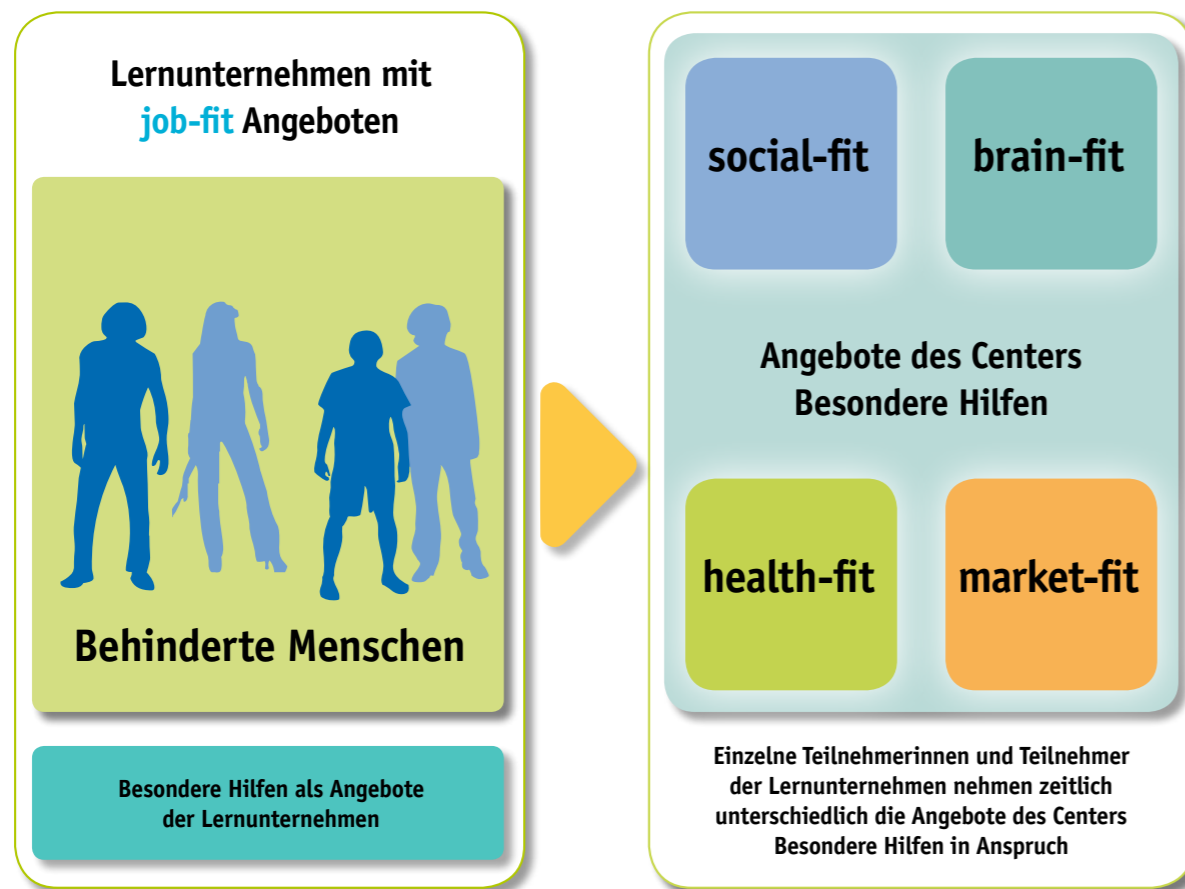 Lernunternehmen mit
job-fit Angeboten
Behinderte Menschen
Besondere Hilfen als Angebote
der Lernunternehmen
social-fit
brain-fit
Angebote des Centers
Besondere Hilfen
health-fit
market-fit
Einzelne Teilnehmerinnen und Teilnehmer
der Lernunternehmen nehmen zeitlich
unterschiedlich die Angebote des Centers
Besondere Hilfen in Anspruch